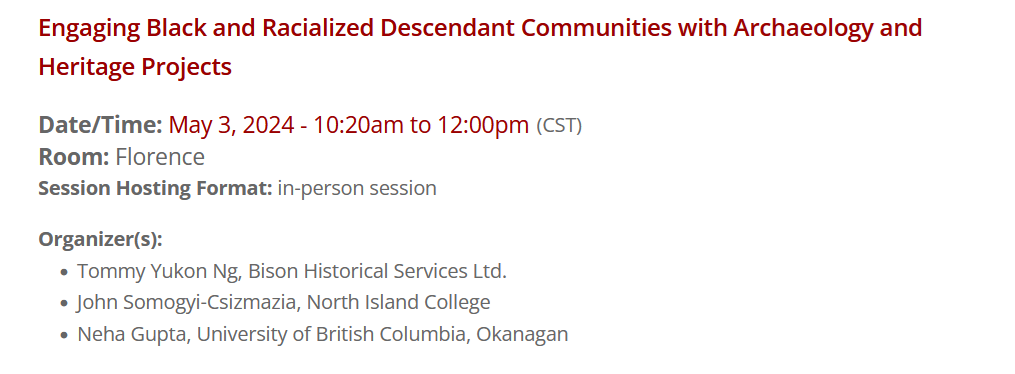 Engaging Black and Racialized Descendant Communities with Archaeology and
Heritage Projects
Date/Time: May 3, 2024 - 10:20am to 12:00pm (CST)
Room: Florence
Session Hosting Format: in-person session
Organizer(s):
• Tommy Yukon Ng, Bison Historical Services Ltd.
• John Somogyi-Csizmazia, North Island College
• Neha Gupta, University of British Columbia, Okanagan